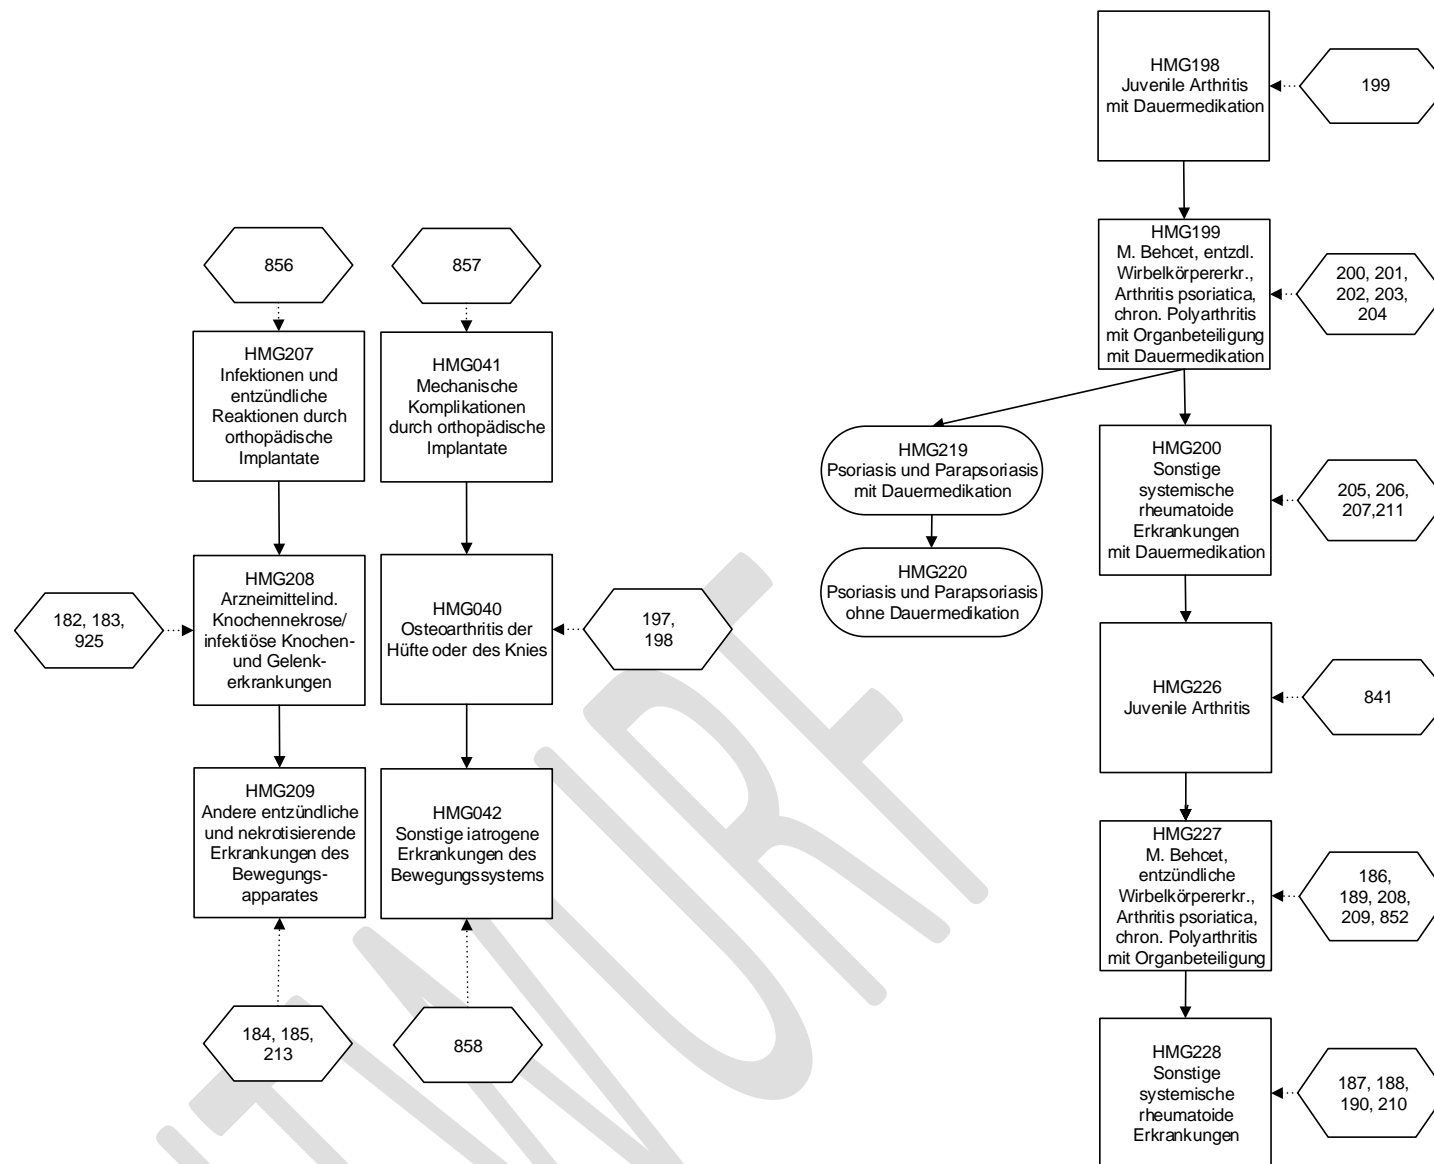 856
HMG207
Infektionen und
entzündliche
Reaktionen durch
orthopädische
Implantate
182, 183,
925
HMG208
Arzneimittelind.
Knochennekrose/
infektiöse Knochen-
und Gelenk-
erkrankungen
HMG209
Andere entzündliche
und nekrotisierende
Erkrankungen des
Bewegungs-
apparates
184, 185,
213
857
HMG041
Mechanische
Komplikationen
durch orthopädische
Implantate
HMG040
Osteoarthritis der
Hüfte oder des Knies
197,
198
HMG042
Sonstige iatrogene
Erkrankungen des
Bewegungssystems
858
HMG198
Juvenile Arthritis
mit Dauermedikation
199
HMG199
M. Behcet, entzdl.
Wirbelkörpererkr.,
Arthritis psoriatica,
chron. Polyarthritis
mit Organbeteiligung
mit Dauermedikation
200, 201,
202, 203,
204
HMG219
Psoriasis und Parapsoriasis
mit Dauermedikation
HMG220
Psoriasis und Parapsoriasis
ohne Dauermedikation
HMG200
Sonstige
systemische
rheumatoide
Erkrankungen
mit Dauermedikation
205, 206,
207,211
HMG226
Juvenile Arthritis
841
HMG227
M. Behcet,
entzündliche
Wirbelkörpererkr.,
Arthritis psoriatica,
chron. Polyarthritis
mit Organbeteiligung
186,
189, 208,
209, 852
HMG228
Sonstige
systemische
rheumatoide
Erkrankungen
187, 188,
190, 210
TWURF